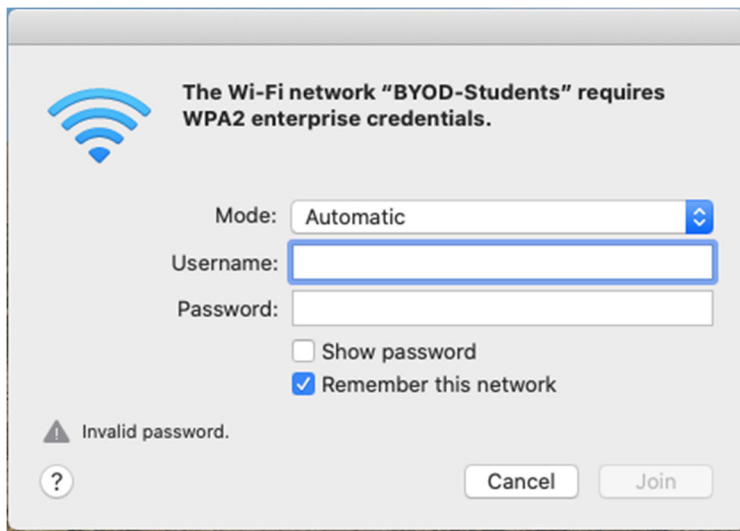 The Wi-Fi network “BYOD-Students” requires
WPA2 enterprise credentials.
Mode: Automatic
Username:
Password:
Show password
Remember this network
Invalid password.
? Cancel Join